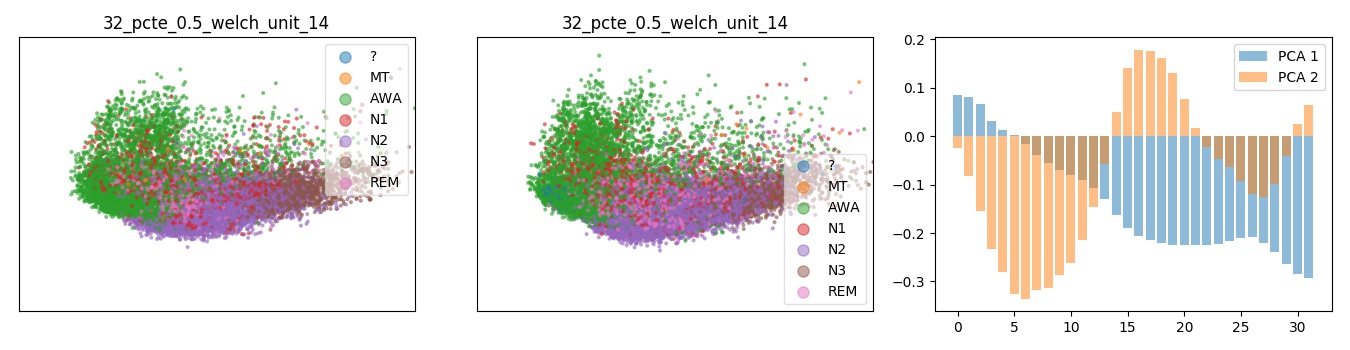 32_pcte_0.5_welch_unit_14
?
MT
AWA
N1
N2
N3
REM
32_pcte_0.5_welch_unit_14
?
MT
AWA
N1
N2
N3
REM
PCA 1
PCA 2
0.2
0.1
0.0
−0.1
−0.2
−0.3
0 5 10 15 20 25 30